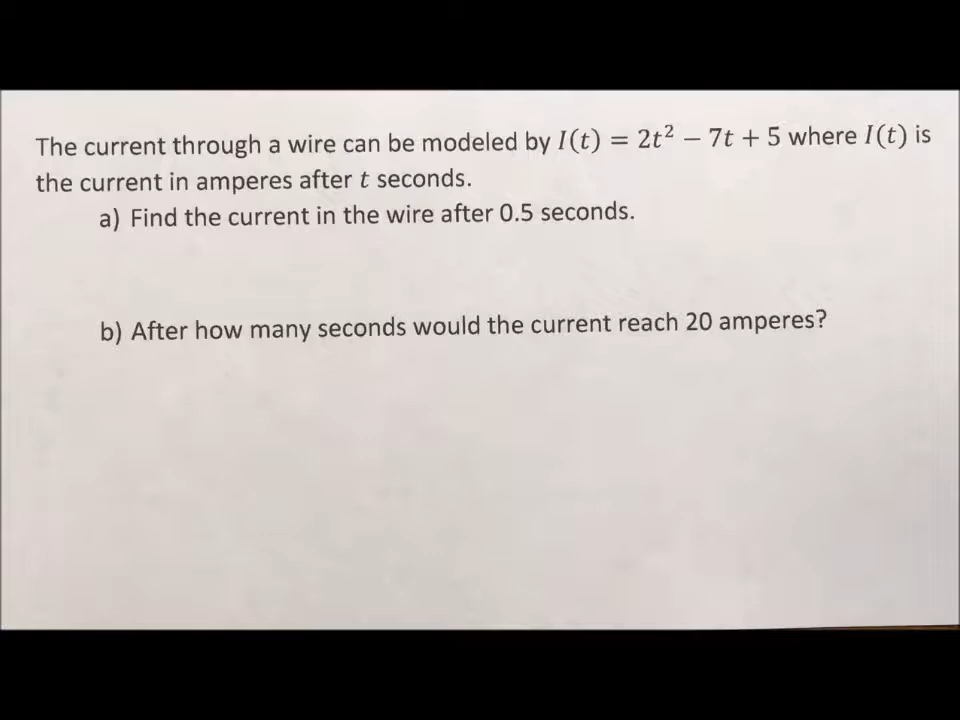 The current through a wire can be modeled by I(t) = 2t² − 7t + 5 where I(t) is
the current in amperes after t seconds.
a) Find the current in the wire after 0.5 seconds.
b) After how many seconds would the current reach 20 amperes?